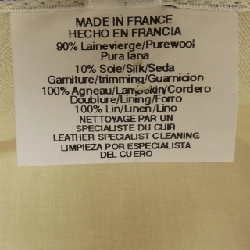 MADE IN FRANCE
HECHO EN FRANCIA
90% Lainevierge/Purewool
Pura lana
10% Soie/Silk/Seda
Garniture/trimming/Guarnicion
100% Agneau/Lambskin/Cordero
Doublure/Lining/Forro
100% Lin/Linen/Lino
NETTOYAGE PAR UN
SPECIALISTE DU CUIR
LEATHER SPECIALIST CLEANING
LIMPIEZA POR ESPECIALISTA
DEL CUERO